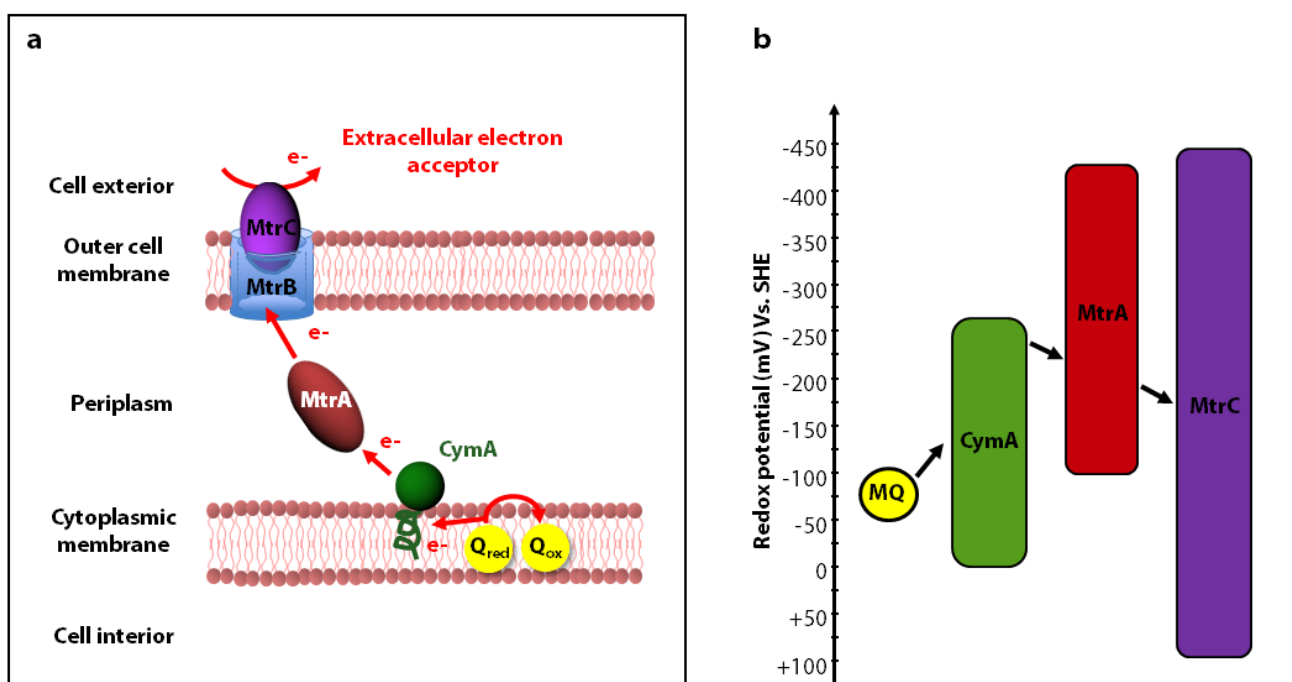 a
Extracellular electron
acceptor
e-
Cell exterior
MtrC
Outer cell
membrane
MtrB
e-
Periplasm
MtrA
e-
CymA
Cytoplasmic
membrane
e-
Qred
Qox
Cell interior
b
Redox potential (mV) Vs. SHE
-450
-400
-350
-300
-250
-200
-150
-100
-50
0
+50
+100
MQ
CymA
MtrA
MtrC